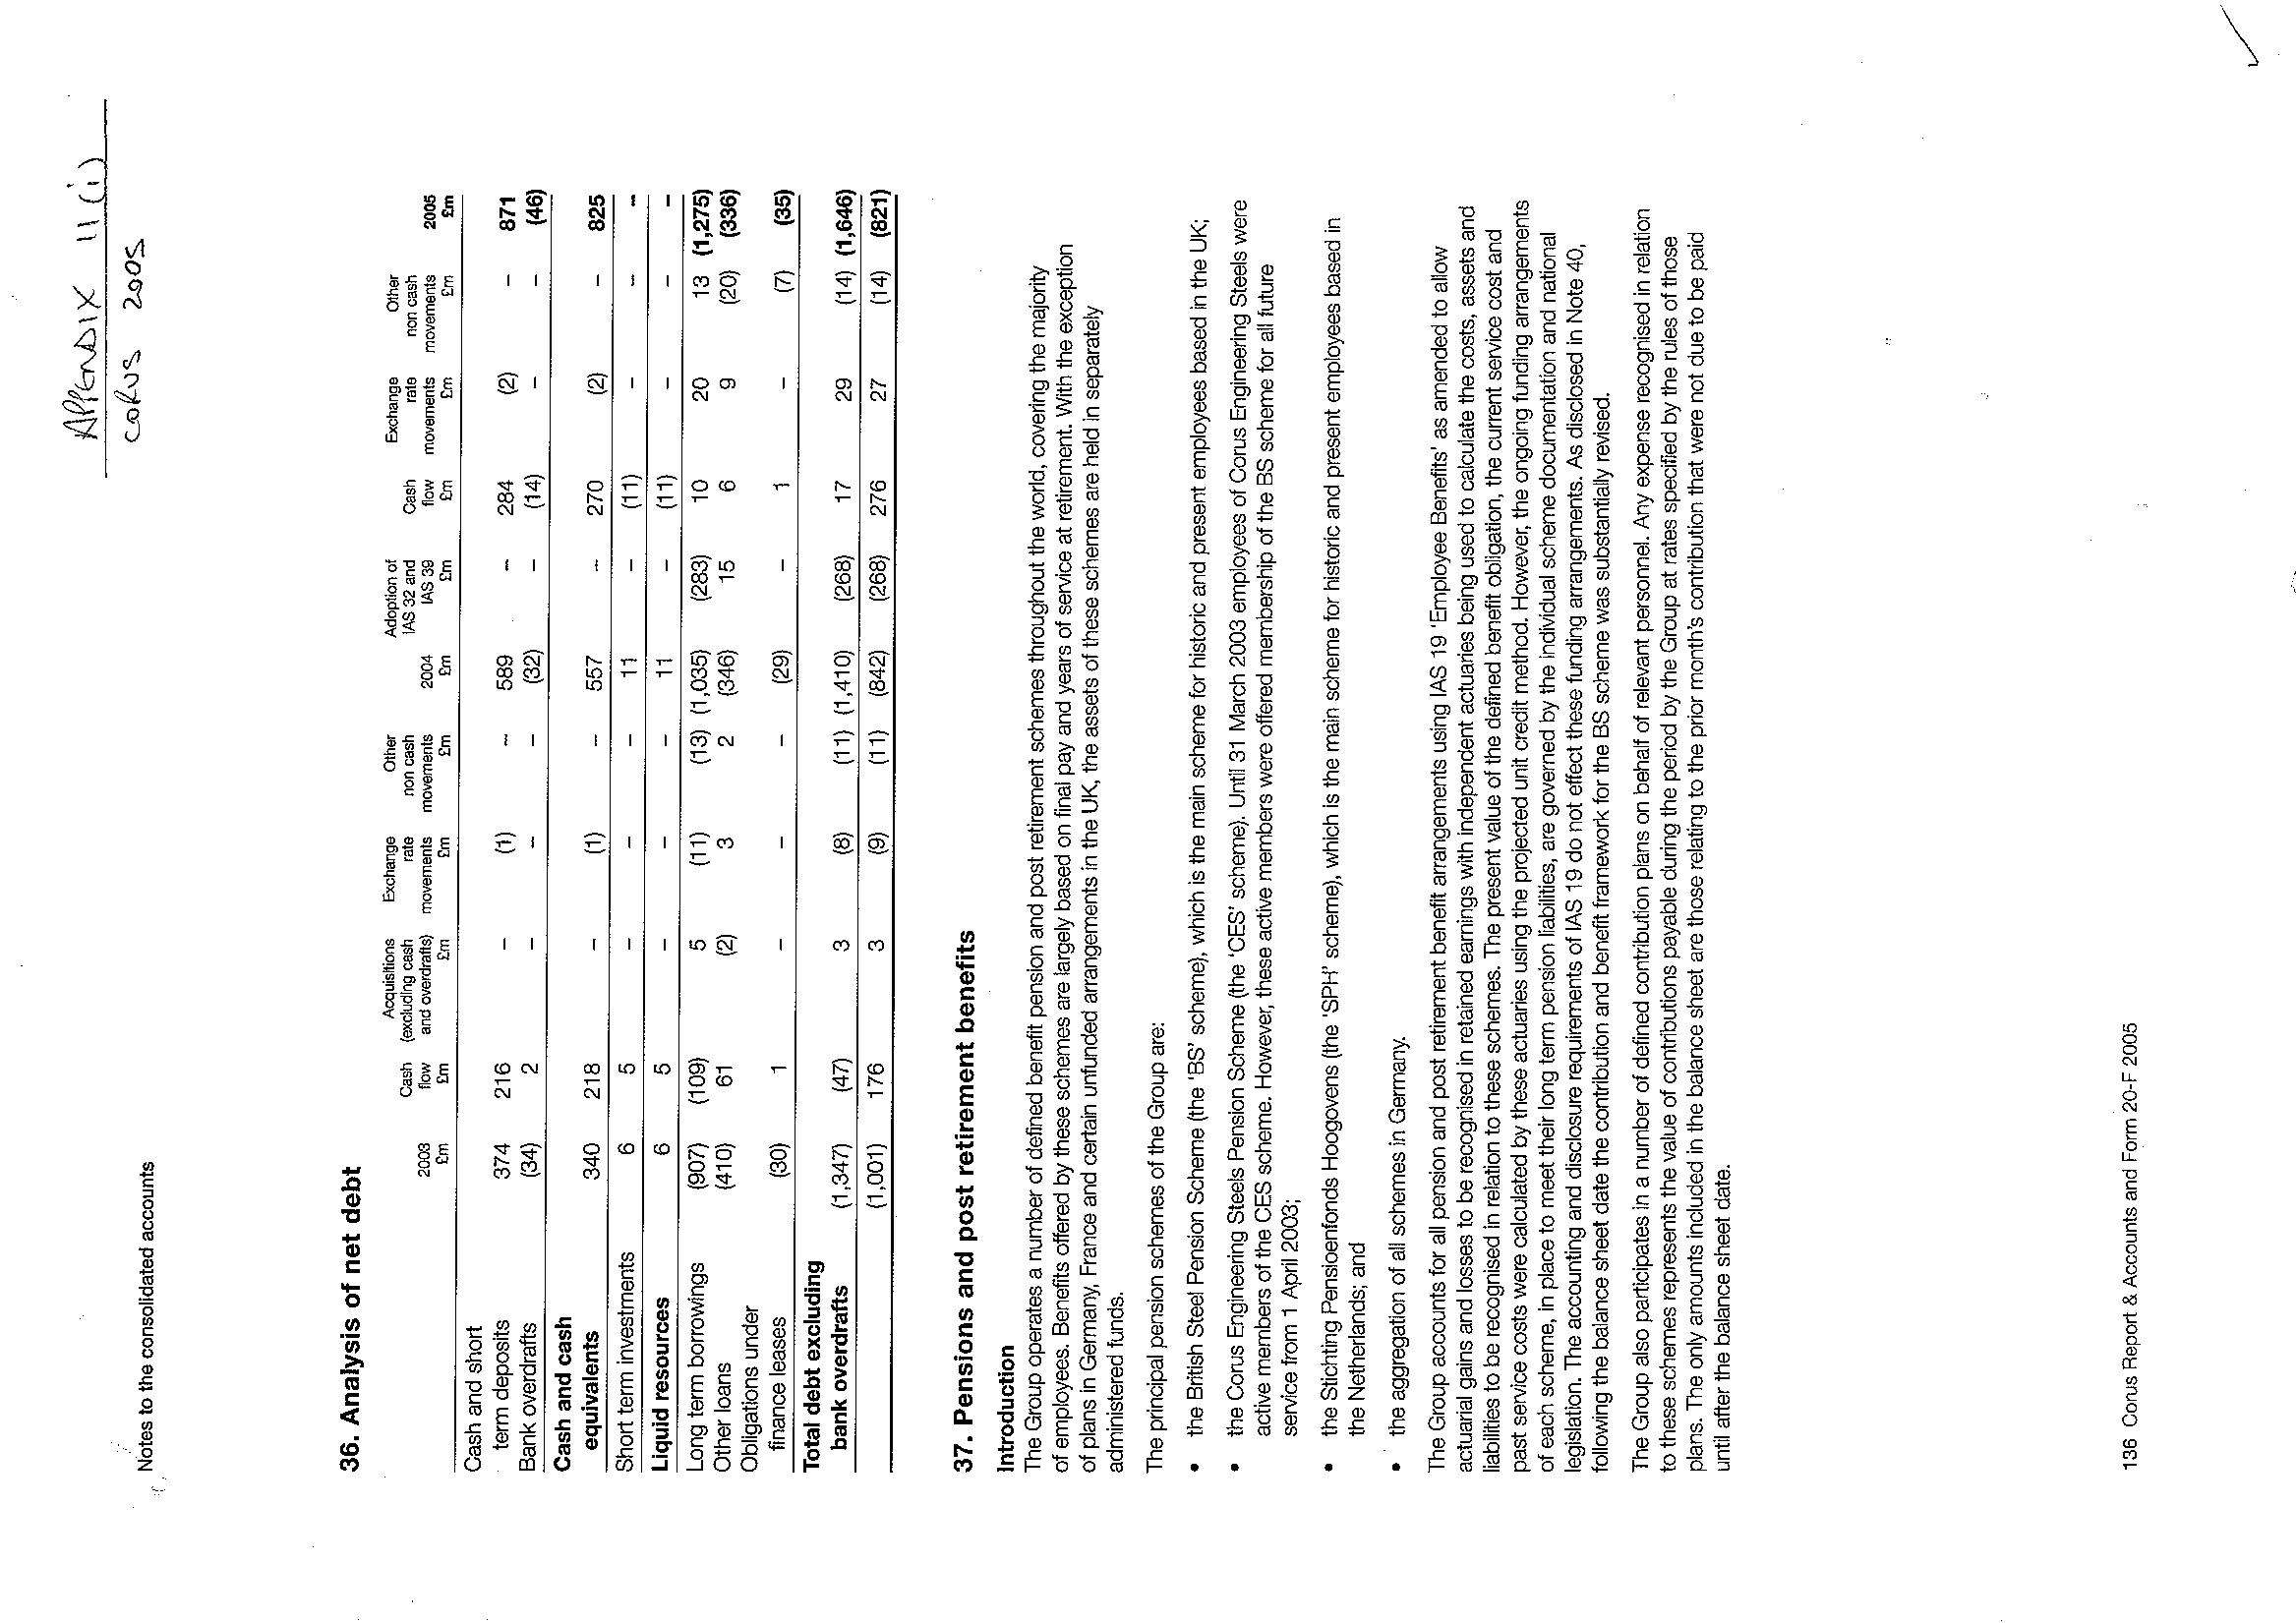 APPENDIX 11(i)
CORUS 2005
Notes to the consolidated accounts
36. Analysis of net debt
2003 £m | Cash flow £m | Acquisitions (excluding cash and overdrafts) £m | Exchange rate movements £m | Other non cash movements £m | 2004 £m | Adoption of IAS 32 and IAS 39 £m | Cash flow £m | Exchange rate movements £m | Other non cash movements £m | 2005 £m
Cash and short
term deposits 374 216 – – (1) – 589 – 284 (2) – 871
Bank overdrafts (34) 2 – – – (32) – (14) – – (46)
Cash and cash
equivalents 340 218 – (1) – 557 – 270 (2) – 825
Short term investments 6 5 – – – 11 – (11) – – –
Liquid resources 6 5 – – – 11 – (11) – – –
Long term borrowings (907) (109) 5 (11) (13) (1,035) (283) 10 20 13 (1,275)
Other loans (410) 61 (2) 3 2 (346) 15 6 9 (20) (336)
Obligations under
finance leases (30) 1 – – – (29) – 1 – (7) (35)
Total debt excluding
bank overdrafts (1,347) (47) 3 (8) (11) (1,410) (268) 17 29 (14) (1,646)
(1,001) 176 3 (9) (11) (842) (268) 276 27 (14) (821)
37. Pensions and post retirement benefits
Introduction
The Group operates a number of defined benefit pension and post retirement schemes throughout the world, covering the majority
of employees. Benefits offered by these schemes are largely based on final pay and years of service at retirement. With the exception
of plans in Germany, France and certain unfunded arrangements in the UK, the assets of these schemes are held in separately
administered funds.
The principal pension schemes of the Group are:
• the British Steel Pension Scheme (the 'BS' scheme), which is the main scheme for historic and present employees based in the UK;
• the Corus Engineering Steels Pension Scheme (the 'CES' scheme). Until 31 March 2003 employees of Corus Engineering Steels were
active members of the CES scheme. However, these active members were offered membership of the BS scheme for all future
service from 1 April 2003;
• the Stichting Pensioenfonds Hoogovens (the 'SPH' scheme), which is the main scheme for historic and present employees based in
the Netherlands; and
• the aggregation of all schemes in Germany.
The Group accounts for all pension and post retirement benefit arrangements using IAS 19 'Employee Benefits' as amended to allow
actuarial gains and losses to be recognised in retained earnings with independent actuaries being used to calculate the costs, assets and
liabilities to be recognised in relation to these schemes. The present value of the defined benefit obligation, the current service cost and
past service costs were calculated by these actuaries using the projected unit credit method. However, the ongoing funding arrangements
of each scheme, in place to meet their long term pension liabilities, are governed by the individual scheme documentation and national
legislation. The accounting and disclosure requirements of IAS 19 do not effect these funding arrangements. As disclosed in Note 40,
following the balance sheet date the contribution and benefit framework for the BS scheme was substantially revised.
The Group also participates in a number of defined contribution plans on behalf of relevant personnel. Any expense recognised in relation
to these schemes represents the value of contributions payable during the period by the Group at rates specified by the rules of those
plans. The only amounts included in the balance sheet are those relating to the prior month's contribution that were not due to be paid
until after the balance sheet date.
136 Corus Report & Accounts and Form 20-F 2005